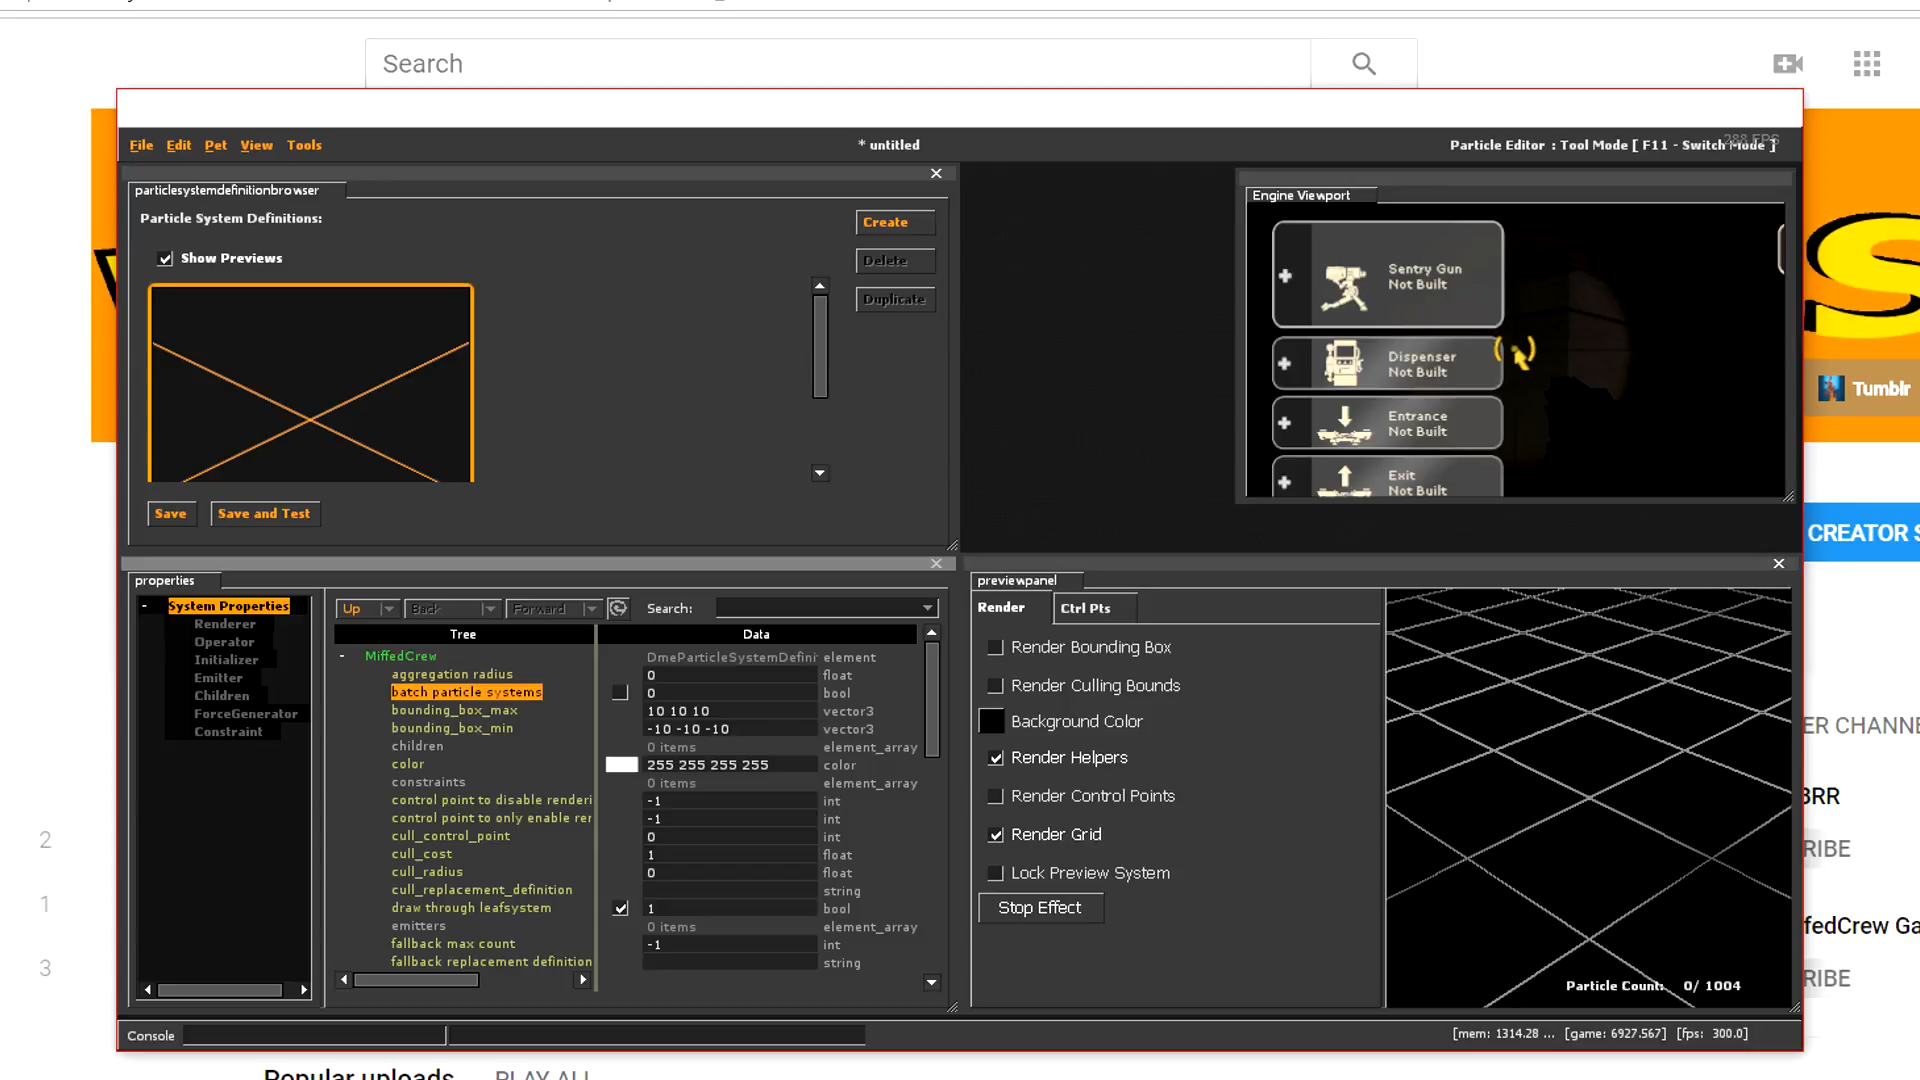 Search
File Edit Pet View Tools
* untitled
288 FPS
Particle Editor : Tool Mode [ F11 - Switch Mode ]
particlesystemdefinitionbrowser
Particle System Definitions:
Show Previews
Create
Delete
Duplicate
Save
Save and Test
Engine Viewport
Sentry Gun
Not Built
Dispenser
Not Built
Entrance
Not Built
Exit
Not Built
S
Tumblr
CREATOR S
properties
- System Properties
Renderer
Operator
Initializer
Emitter
Children
ForceGenerator
Constraint
Up Back Forward Search:
Tree Data
- MiffedCrew DmeParticleSystemDefini element
aggregation radius 0 float
batch particle systems 0 bool
bounding_box_max 10 10 10 vector3
bounding_box_min -10 -10 -10 vector3
children 0 items element_array
color 255 255 255 255 color
constraints 0 items element_array
control point to disable renderi -1 int
control point to only enable rer -1 int
cull_control_point 0 int
cull_cost 1 float
cull_radius 0 float
cull_replacement_definition string
draw through leafsystem 1 bool
emitters 0 items element_array
fallback max count -1 int
fallback replacement definition string
previewpanel
Render Ctrl Pts
Render Bounding Box
Render Culling Bounds
Background Color
Render Helpers
Render Control Points
Render Grid
Lock Preview System
Stop Effect
Particle Count: 0/ 1004
Console
[mem: 1314.28 ... [game: 6927.567] [fps: 300.0]
ER CHANNE
BRR
RIBE
fedCrew Ga
RIBE
2
1
3
Popular uploads PLAY ALL